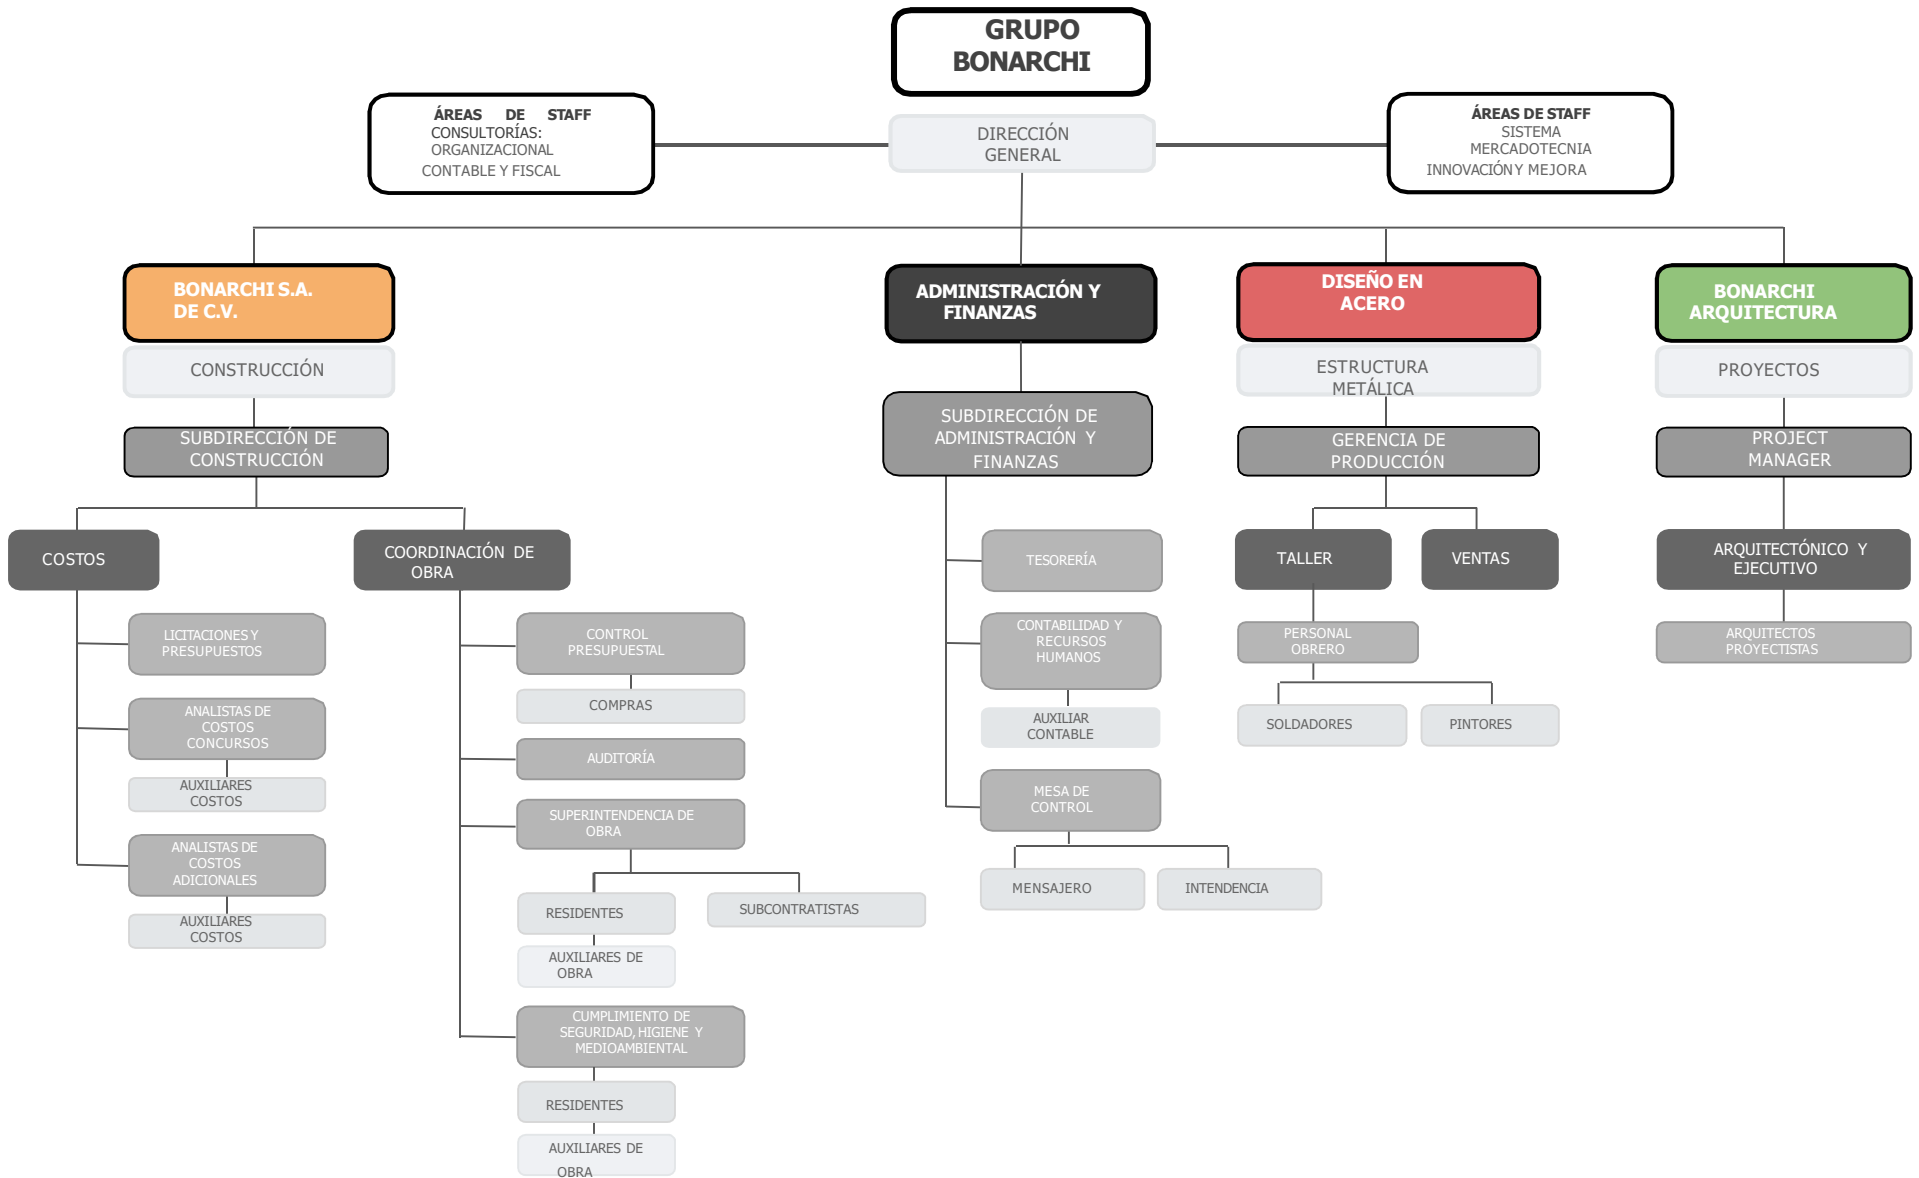 GRUPO
BONARCHI
ÁREAS DE STAFF
CONSULTORÍAS:
ORGANIZACIONAL
CONTABLE Y FISCAL
DIRECCIÓN
GENERAL
ÁREAS DE STAFF
SISTEMA
MERCADOTECNIA
INNOVACIÓN Y MEJORA
BONARCHI S.A.
DE C.V.
CONSTRUCCIÓN
SUBDIRECCIÓN DE
CONSTRUCCIÓN
COSTOS
LICITACIONES Y
PRESUPUESTOS
ANALISTAS DE
COSTOS
CONCURSOS
AUXILIARES
COSTOS
ANALISTAS DE
COSTOS
ADICIONALES
AUXILIARES
COSTOS
COORDINACIÓN DE
OBRA
CONTROL
PRESUPUESTAL
COMPRAS
AUDITORÍA
SUPERINTENDENCIA DE
OBRA
RESIDENTES
SUBCONTRATISTAS
AUXILIARES DE
OBRA
CUMPLIMIENTO DE
SEGURIDAD, HIGIENE Y
MEDIOAMBIENTAL
RESIDENTES
AUXILIARES DE
OBRA
ADMINISTRACIÓN Y
FINANZAS
SUBDIRECCIÓN DE
ADMINISTRACIÓN Y
FINANZAS
TESORERÍA
CONTABILIDAD Y
RECURSOS
HUMANOS
AUXILIAR
CONTABLE
MESA DE
CONTROL
MENSAJERO
INTENDENCIA
DISEÑO EN
ACERO
ESTRUCTURA
METÁLICA
GERENCIA DE
PRODUCCIÓN
TALLER
VENTAS
PERSONAL
OBRERO
SOLDADORES
PINTORES
BONARCHI
ARQUITECTURA
PROYECTOS
PROJECT
MANAGER
ARQUITECTÓNICO Y
EJECUTIVO
ARQUITECTOS
PROYECTISTAS